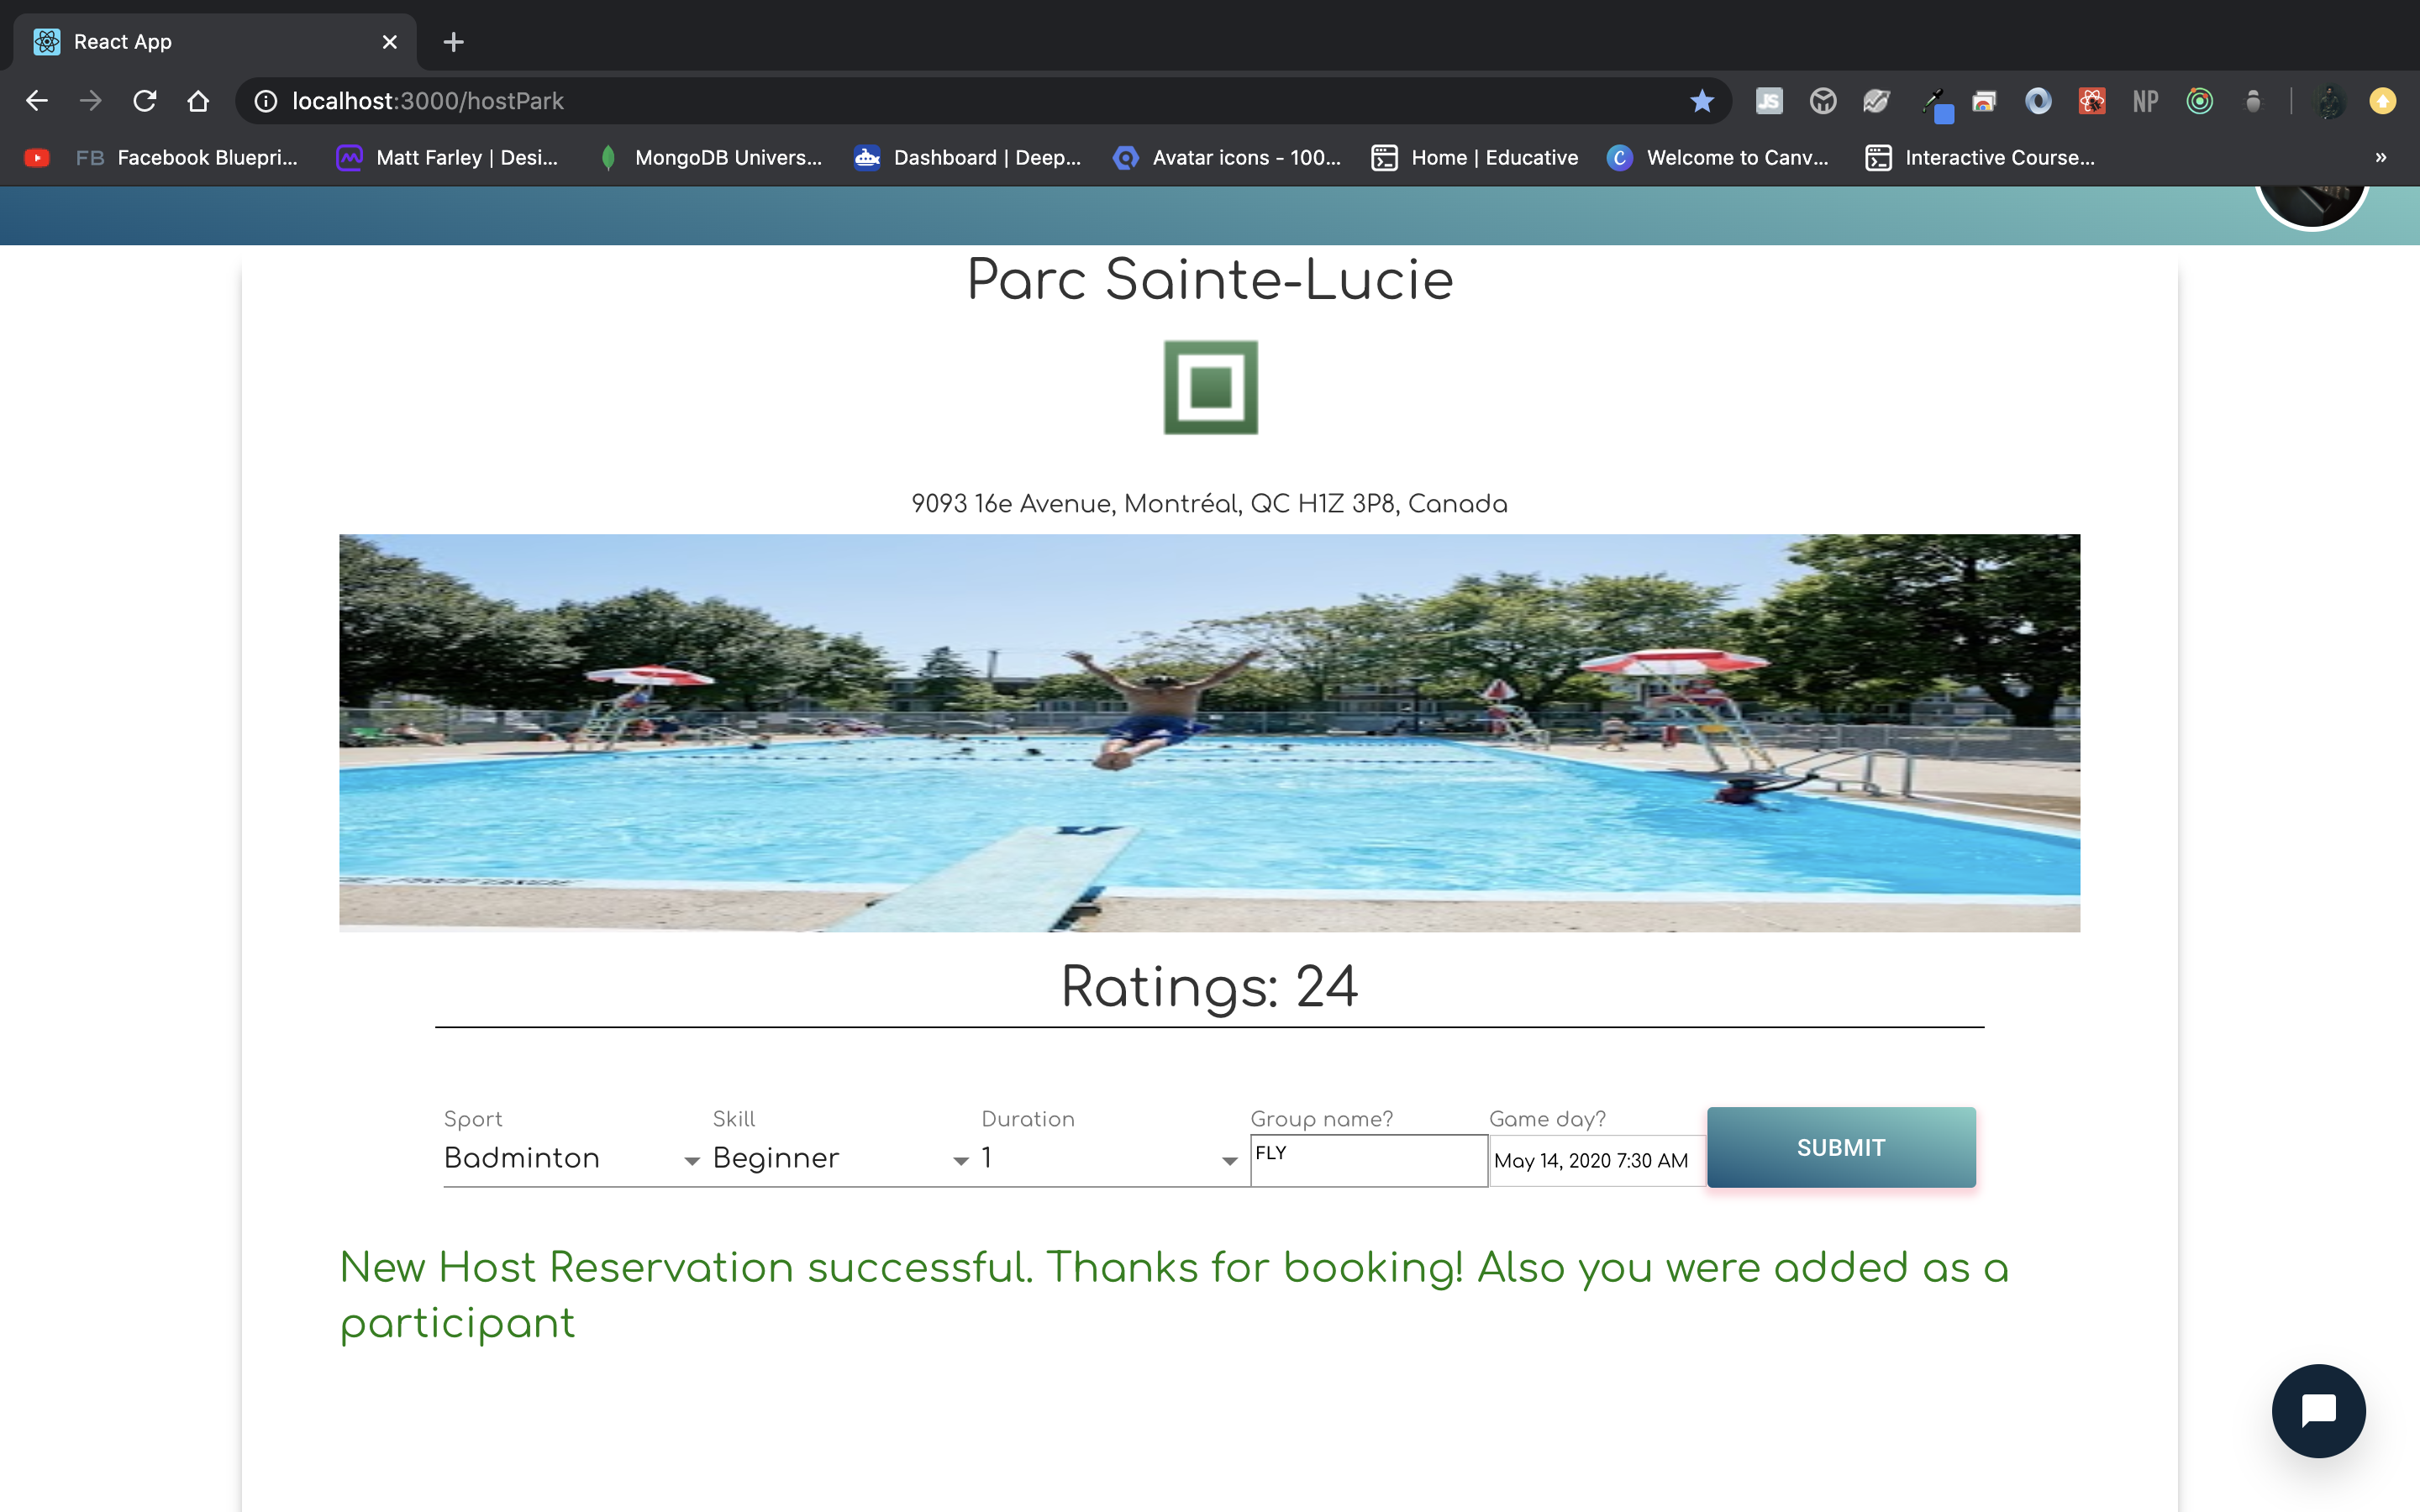 React App
localhost:3000/hostPark
JS
NP
FB Facebook Bluepri...
Matt Farley | Desi...
MongoDB Univers...
Dashboard | Deep...
Avatar icons - 100...
Home | Educative
C Welcome to Canv...
Interactive Course...
»
Parc Sainte-Lucie
9093 16e Avenue, Montréal, QC H1Z 3P8, Canada
Ratings: 24
Sport Skill Duration Group name? Game day?
Badminton Beginner 1 FLY May 14, 2020 7:30 AM SUBMIT
New Host Reservation successful. Thanks for booking! Also you were added as a
participant